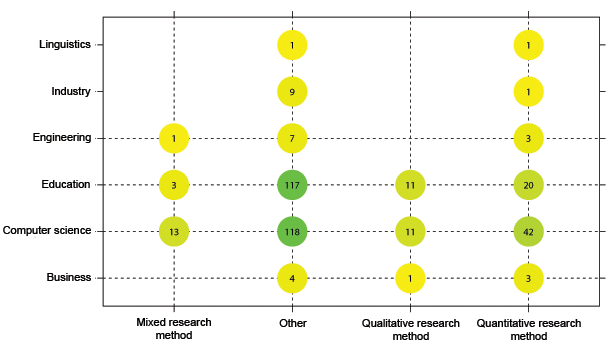 Linguistics 1 1
Industry 9 1
Engineering 1 7 3
Education 3 117 11 20
Computer science 13 118 11 42
Business 4 1 3
Mixed research Other Qualitative research Quantitative research
method method method